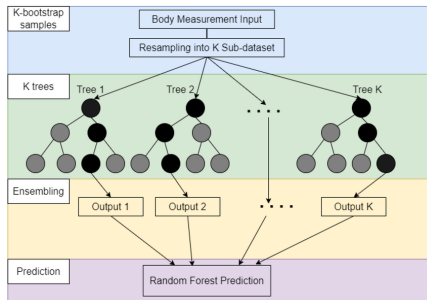 K-bootstrap
samples
Body Measurement Input
Resampling into K Sub-dataset
K trees
Tree 1
Tree 2
. . . .
Tree K
Ensembling
Output 1
Output 2
. . . .
Output K
Prediction
Random Forest Prediction